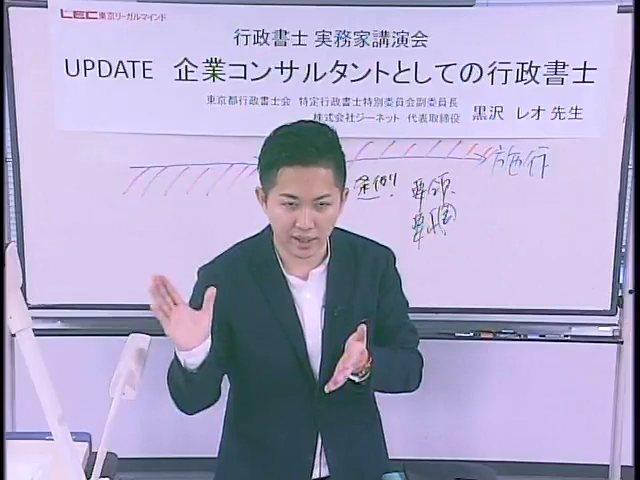 LEC東京リーガルマインド
行政書士 実務家講演会
UPDATE 企業コンサルタントとしての行政書士
東京都行政書士会 特定行政書士特別委員会副委員長
株式会社ジーネット 代表取締役 黒沢 レオ 先生
施行
要領
要綱